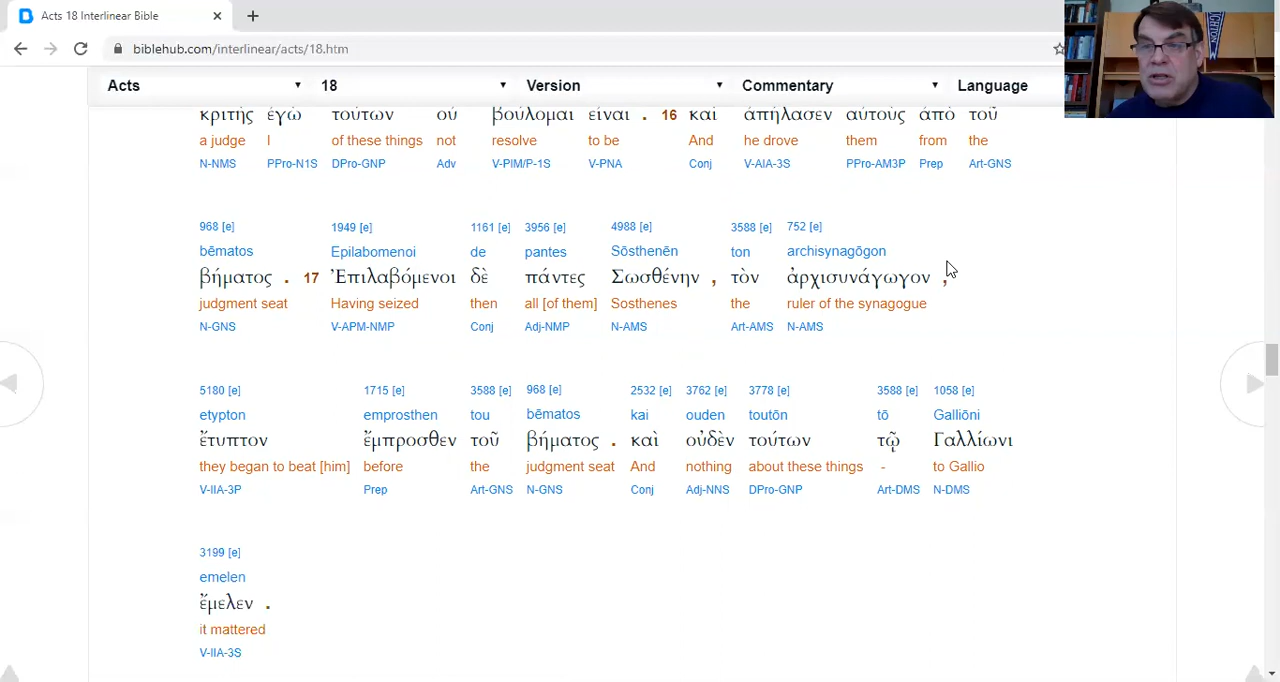 Acts 18 Interlinear Bible
biblehub.com/interlinear/acts/18.htm
Acts 18 Version Commentary Language
κριτὴς ἐγὼ τούτων οὐ βούλομαι εἶναι . 16 καὶ ἀπήλασεν αὐτοὺς ἀπὸ τοῦ
a judge I of these things not resolve to be And he drove them from the
N-NMS PPro-N1S DPro-GNP Adv V-PIM/P-1S V-PNA Conj V-AIA-3S PPro-AM3P Prep Art-GNS
968 [e] 1949 [e] 1161 [e] 3956 [e] 4988 [e] 3588 [e] 752 [e]
bēmatos Epilabomenoi de pantes Sōsthenēn ton archisynagōgon
βήματος . 17 Ἐπιλαβόμενοι δὲ πάντες Σωσθένην , τὸν ἀρχισυνάγωγον ,
judgment seat Having seized then all [of them] Sosthenes the ruler of the synagogue
N-GNS V-APM-NMP Conj Adj-NMP N-AMS Art-AMS N-AMS
5180 [e] 1715 [e] 3588 [e] 968 [e] 2532 [e] 3762 [e] 3778 [e] 3588 [e] 1058 [e]
etypton emprosthen tou bēmatos kai ouden toutōn tō Galliōni
ἔτυπτον ἔμπροσθεν τοῦ βήματος . καὶ οὐδὲν τούτων τῷ Γαλλίωνι
they began to beat [him] before the judgment seat And nothing about these things - to Gallio
V-IIA-3P Prep Art-GNS N-GNS Conj Adj-NNS DPro-GNP Art-DMS N-DMS
3199 [e]
emelen
ἔμελεν .
it mattered
V-IIA-3S